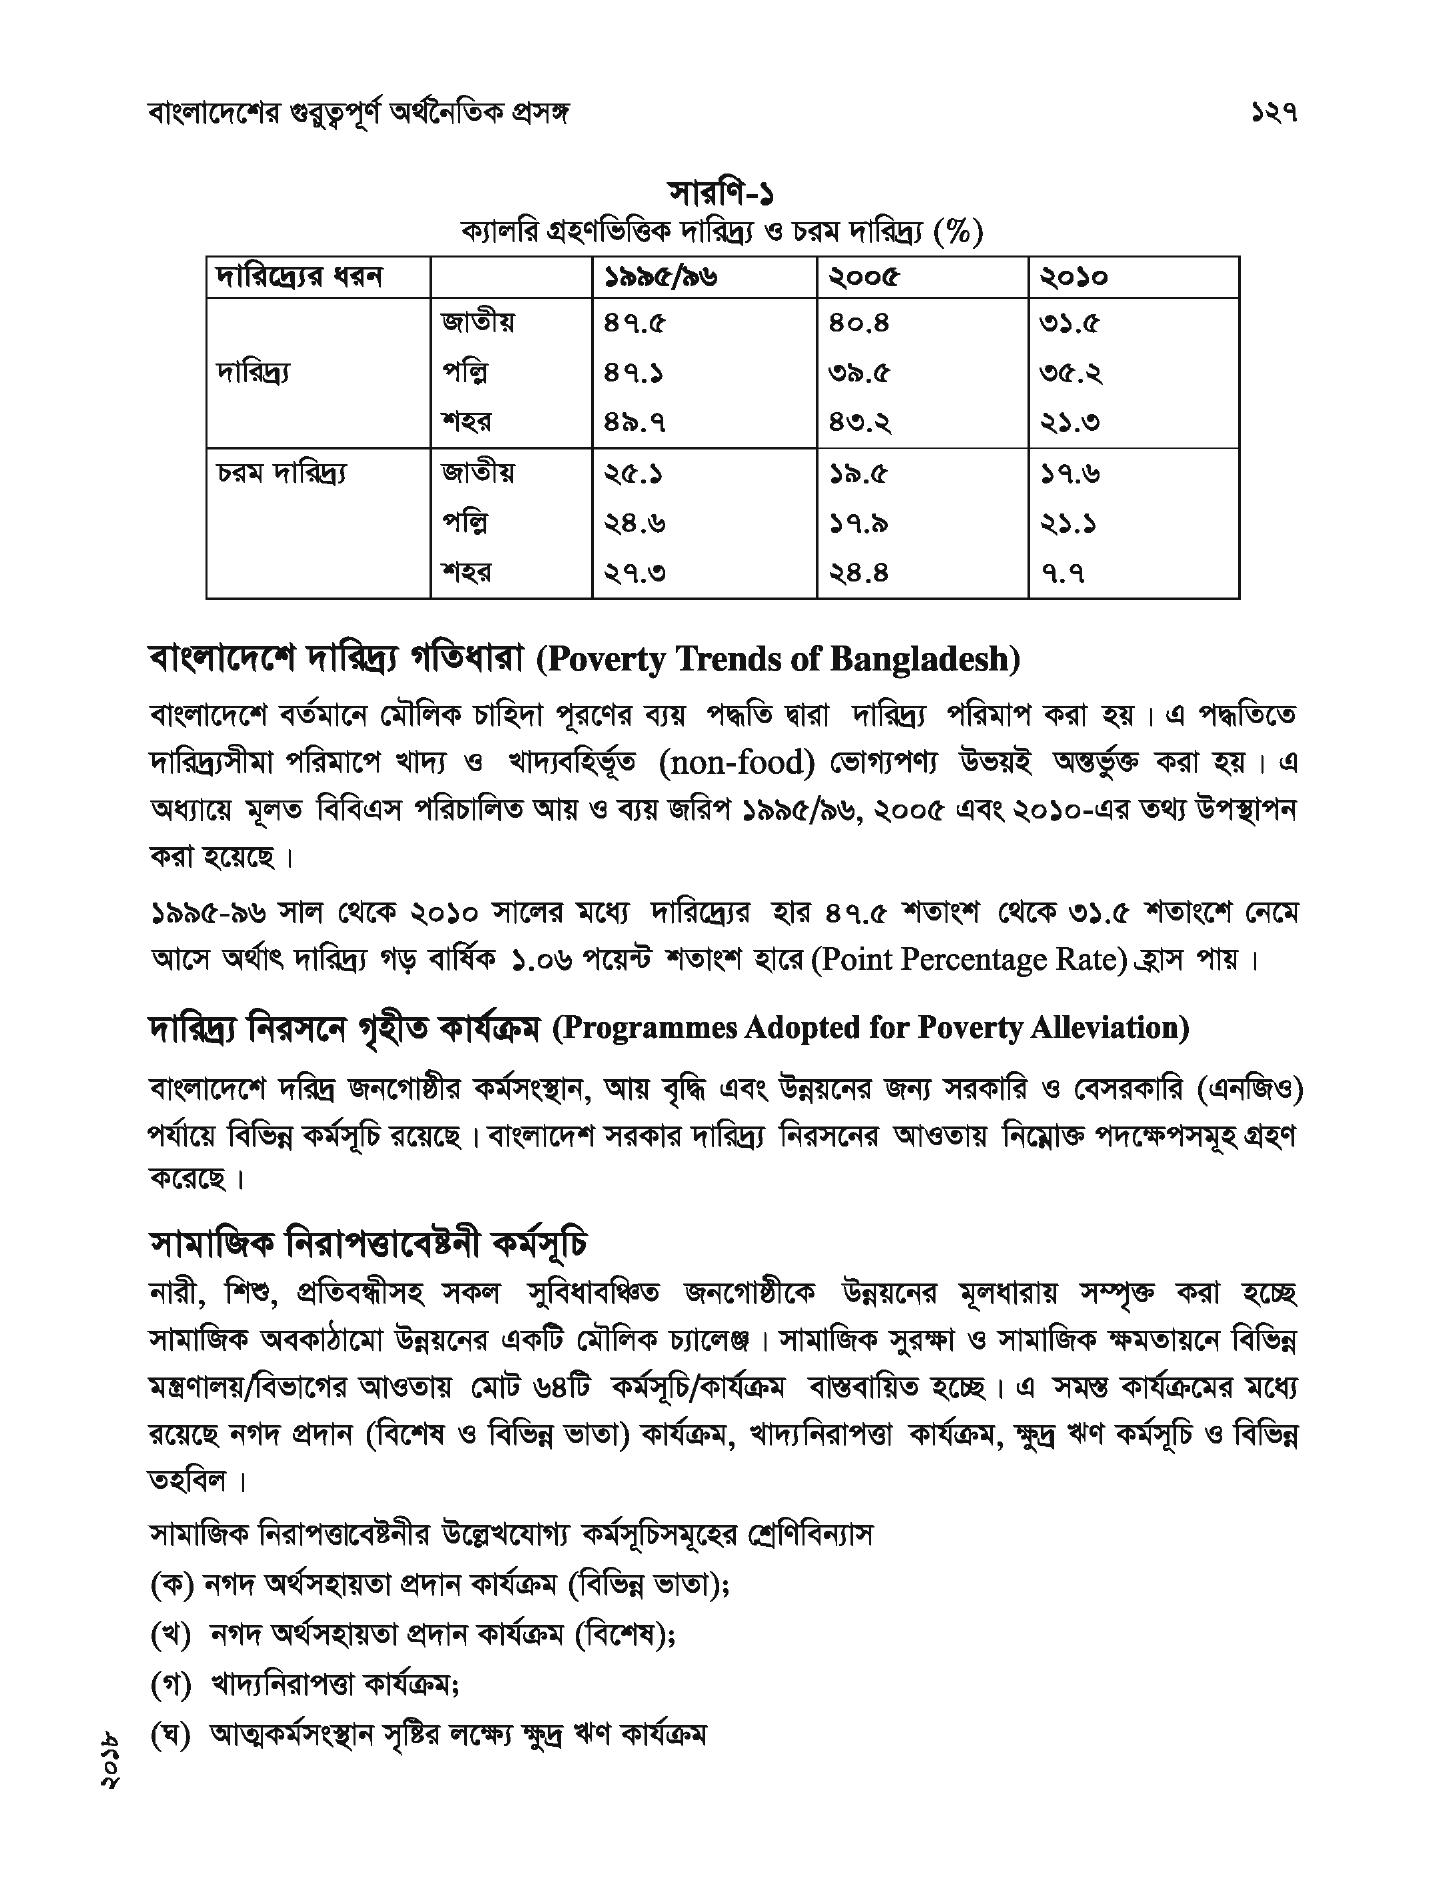 বাংলাদেশের গুরুত্বপূর্ণ অর্থনৈতিক প্রসঙ্গ ১২৭
সারণি-১
ক্যালরি গ্রহণভিত্তিক দারিদ্র্য ও চরম দারিদ্র্য (%)
দারিদ্র্যের ধরন ১৯৯৫/৯৬ ২০০৫ ২০১০
জাতীয় ৪৭.৫ ৪০.৪ ৩১.৫
দারিদ্র্য পল্লি ৪৭.১ ৩৯.৫ ৩৫.২
শহর ৪৯.৭ ৪৩.২ ২১.৩
চরম দারিদ্র্য জাতীয় ২৫.১ ১৯.৫ ১৭.৬
পল্লি ২৪.৬ ১৭.৯ ২১.১
শহর ২৭.৩ ২৪.৪ ৭.৭
বাংলাদেশে দারিদ্র্য গতিধারা (Poverty Trends of Bangladesh)
বাংলাদেশে বর্তমানে মৌলিক চাহিদা পূরণের ব্যয় পদ্ধতি দ্বারা দারিদ্র্য পরিমাপ করা হয়। এ পদ্ধতিতে
দারিদ্র্যসীমা পরিমাপে খাদ্য ও খাদ্যবহির্ভূত (non-food) ভোগ্যপণ্য উভয়ই অন্তর্ভুক্ত করা হয়। এ
অধ্যায়ে মূলত বিবিএস পরিচালিত আয় ও ব্যয় জরিপ ১৯৯৫/৯৬, ২০০৫ এবং ২০১০-এর তথ্য উপস্থাপন
করা হয়েছে।
১৯৯৫-৯৬ সাল থেকে ২০১০ সালের মধ্যে দারিদ্র্যের হার ৪৭.৫ শতাংশ থেকে ৩১.৫ শতাংশে নেমে
আসে অর্থাৎ দারিদ্র্য গড় বার্ষিক ১.০৬ পয়েন্ট শতাংশ হারে (Point Percentage Rate) হ্রাস পায়।
দারিদ্র্য নিরসনে গৃহীত কার্যক্রম (Programmes Adopted for Poverty Alleviation)
বাংলাদেশে দরিদ্র জনগোষ্ঠীর কর্মসংস্থান, আয় বৃদ্ধি এবং উন্নয়নের জন্য সরকারি ও বেসরকারি (এনজিও)
পর্যায়ে বিভিন্ন কর্মসূচি রয়েছে। বাংলাদেশ সরকার দারিদ্র্য নিরসনের আওতায় নিম্নোক্ত পদক্ষেপসমূহ গ্রহণ
করেছে।
সামাজিক নিরাপত্তাবেষ্টনী কর্মসূচি
নারী, শিশু, প্রতিবন্ধীসহ সকল সুবিধাবঞ্চিত জনগোষ্ঠীকে উন্নয়নের মূলধারায় সম্পৃক্ত করা হচ্ছে
সামাজিক অবকাঠামো উন্নয়নের একটি মৌলিক চ্যালেঞ্জ। সামাজিক সুরক্ষা ও সামাজিক ক্ষমতায়নে বিভিন্ন
মন্ত্রণালয়/বিভাগের আওতায় মোট ৬৪টি কর্মসূচি/কার্যক্রম বাস্তবায়িত হচ্ছে। এ সমস্ত কার্যক্রমের মধ্যে
রয়েছে নগদ প্রদান (বিশেষ ও বিভিন্ন ভাতা) কার্যক্রম, খাদ্যনিরাপত্তা কার্যক্রম, ক্ষুদ্র ঋণ কর্মসূচি ও বিভিন্ন
তহবিল।
সামাজিক নিরাপত্তাবেষ্টনীর উল্লেখযোগ্য কর্মসূচিসমূহের শ্রেণিবিন্যাস
(ক) নগদ অর্থসহায়তা প্রদান কার্যক্রম (বিভিন্ন ভাতা);
(খ) নগদ অর্থসহায়তা প্রদান কার্যক্রম (বিশেষ);
(গ) খাদ্যনিরাপত্তা কার্যক্রম;
(ঘ) আত্মকর্মসংস্থান সৃষ্টির লক্ষ্যে ক্ষুদ্র ঋণ কার্যক্রম
২০১৮